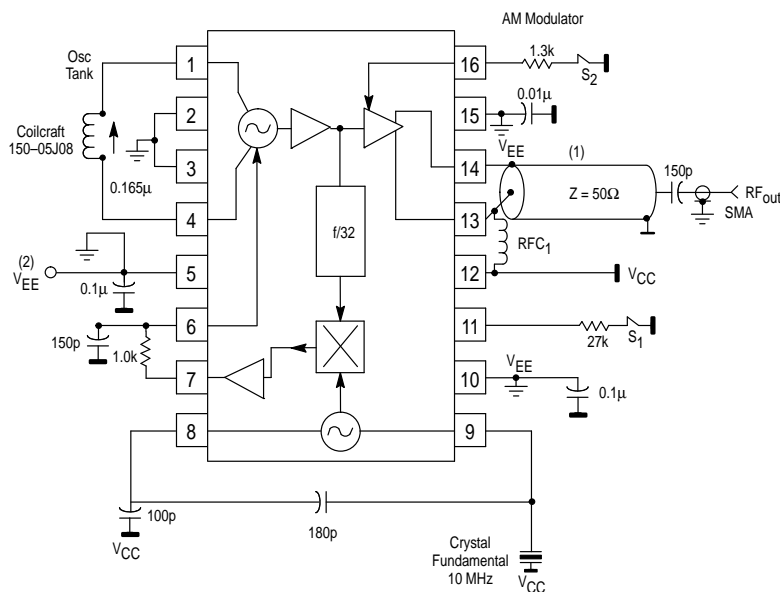 AM Modulator
Osc
Tank
Coilcraft
150–05J08
0.165µ
1
2
3
4
5
6
7
8
16
15
14
13
12
11
10
9
1.3k
S2
0.01µ
VEE
(1)
150p
Z = 50Ω
RFout
SMA
RFC1
VCC
f/32
(2)
VEE
0.1µ
150p
1.0k
27k
S1
VEE
0.1µ
100p
VCC
180p
Crystal
Fundamental
10 MHz
VCC